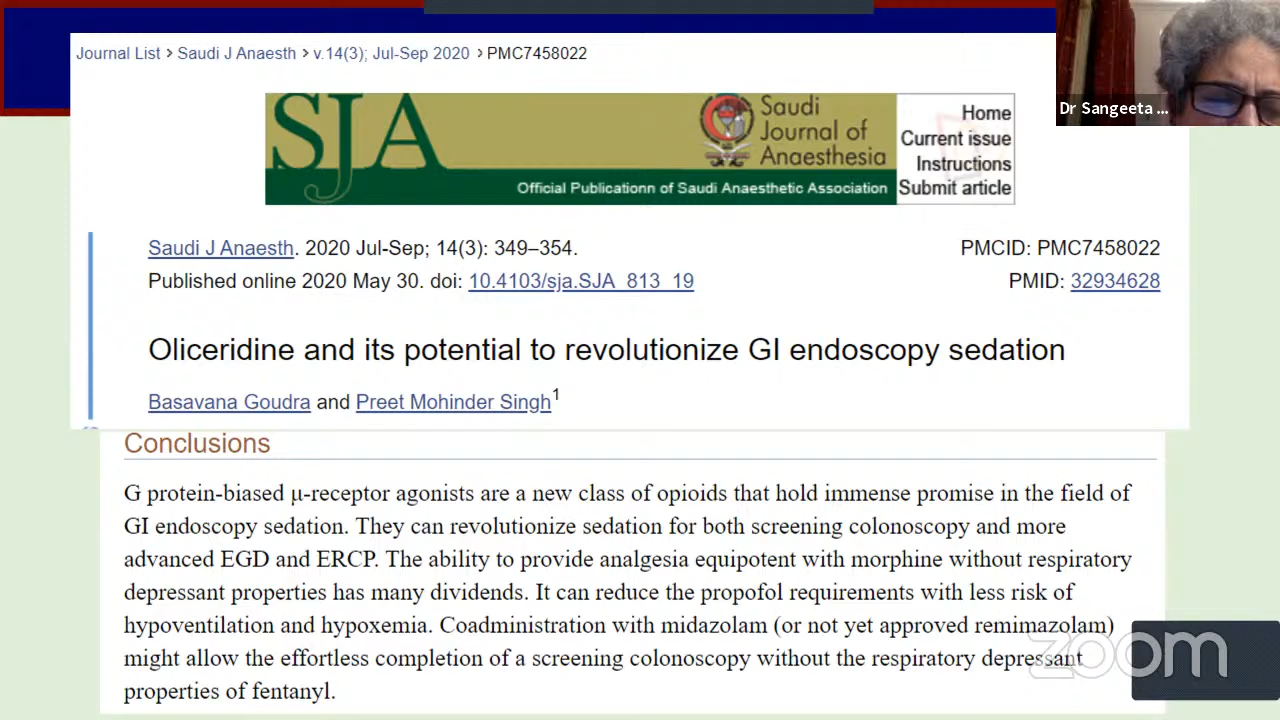 Journal List › Saudi J Anaesth › v.14(3); Jul-Sep 2020 › PMC7458022
Dr Sangeeta ...
SJA
Saudi
Journal of
Anaesthesia
Official Publicationn of Saudi Anaesthetic Association
Home
Current issue
Instructions
Submit article
Saudi J Anaesth. 2020 Jul-Sep; 14(3): 349–354.
PMCID: PMC7458022
Published online 2020 May 30. doi: 10.4103/sja.SJA_813_19
PMID: 32934628
Oliceridine and its potential to revolutionize GI endoscopy sedation
Basavana Goudra and Preet Mohinder Singh1
Conclusions
G protein-biased μ-receptor agonists are a new class of opioids that hold immense promise in the field of
GI endoscopy sedation. They can revolutionize sedation for both screening colonoscopy and more
advanced EGD and ERCP. The ability to provide analgesia equipotent with morphine without respiratory
depressant properties has many dividends. It can reduce the propofol requirements with less risk of
hypoventilation and hypoxemia. Coadministration with midazolam (or not yet approved remimazolam)
might allow the effortless completion of a screening colonoscopy without the respiratory depressant
properties of fentanyl.
zoom